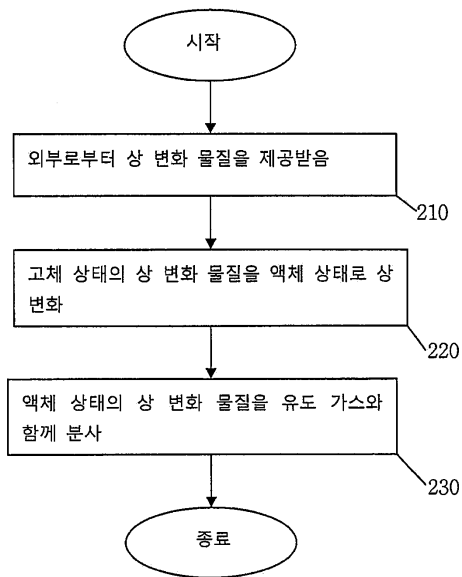 시작
외부로부터 상 변화 물질을 제공받음
210
고체 상태의 상 변화 물질을 액체 상태로 상
변화
220
액체 상태의 상 변화 물질을 유도 가스와
함께 분사
230
종료